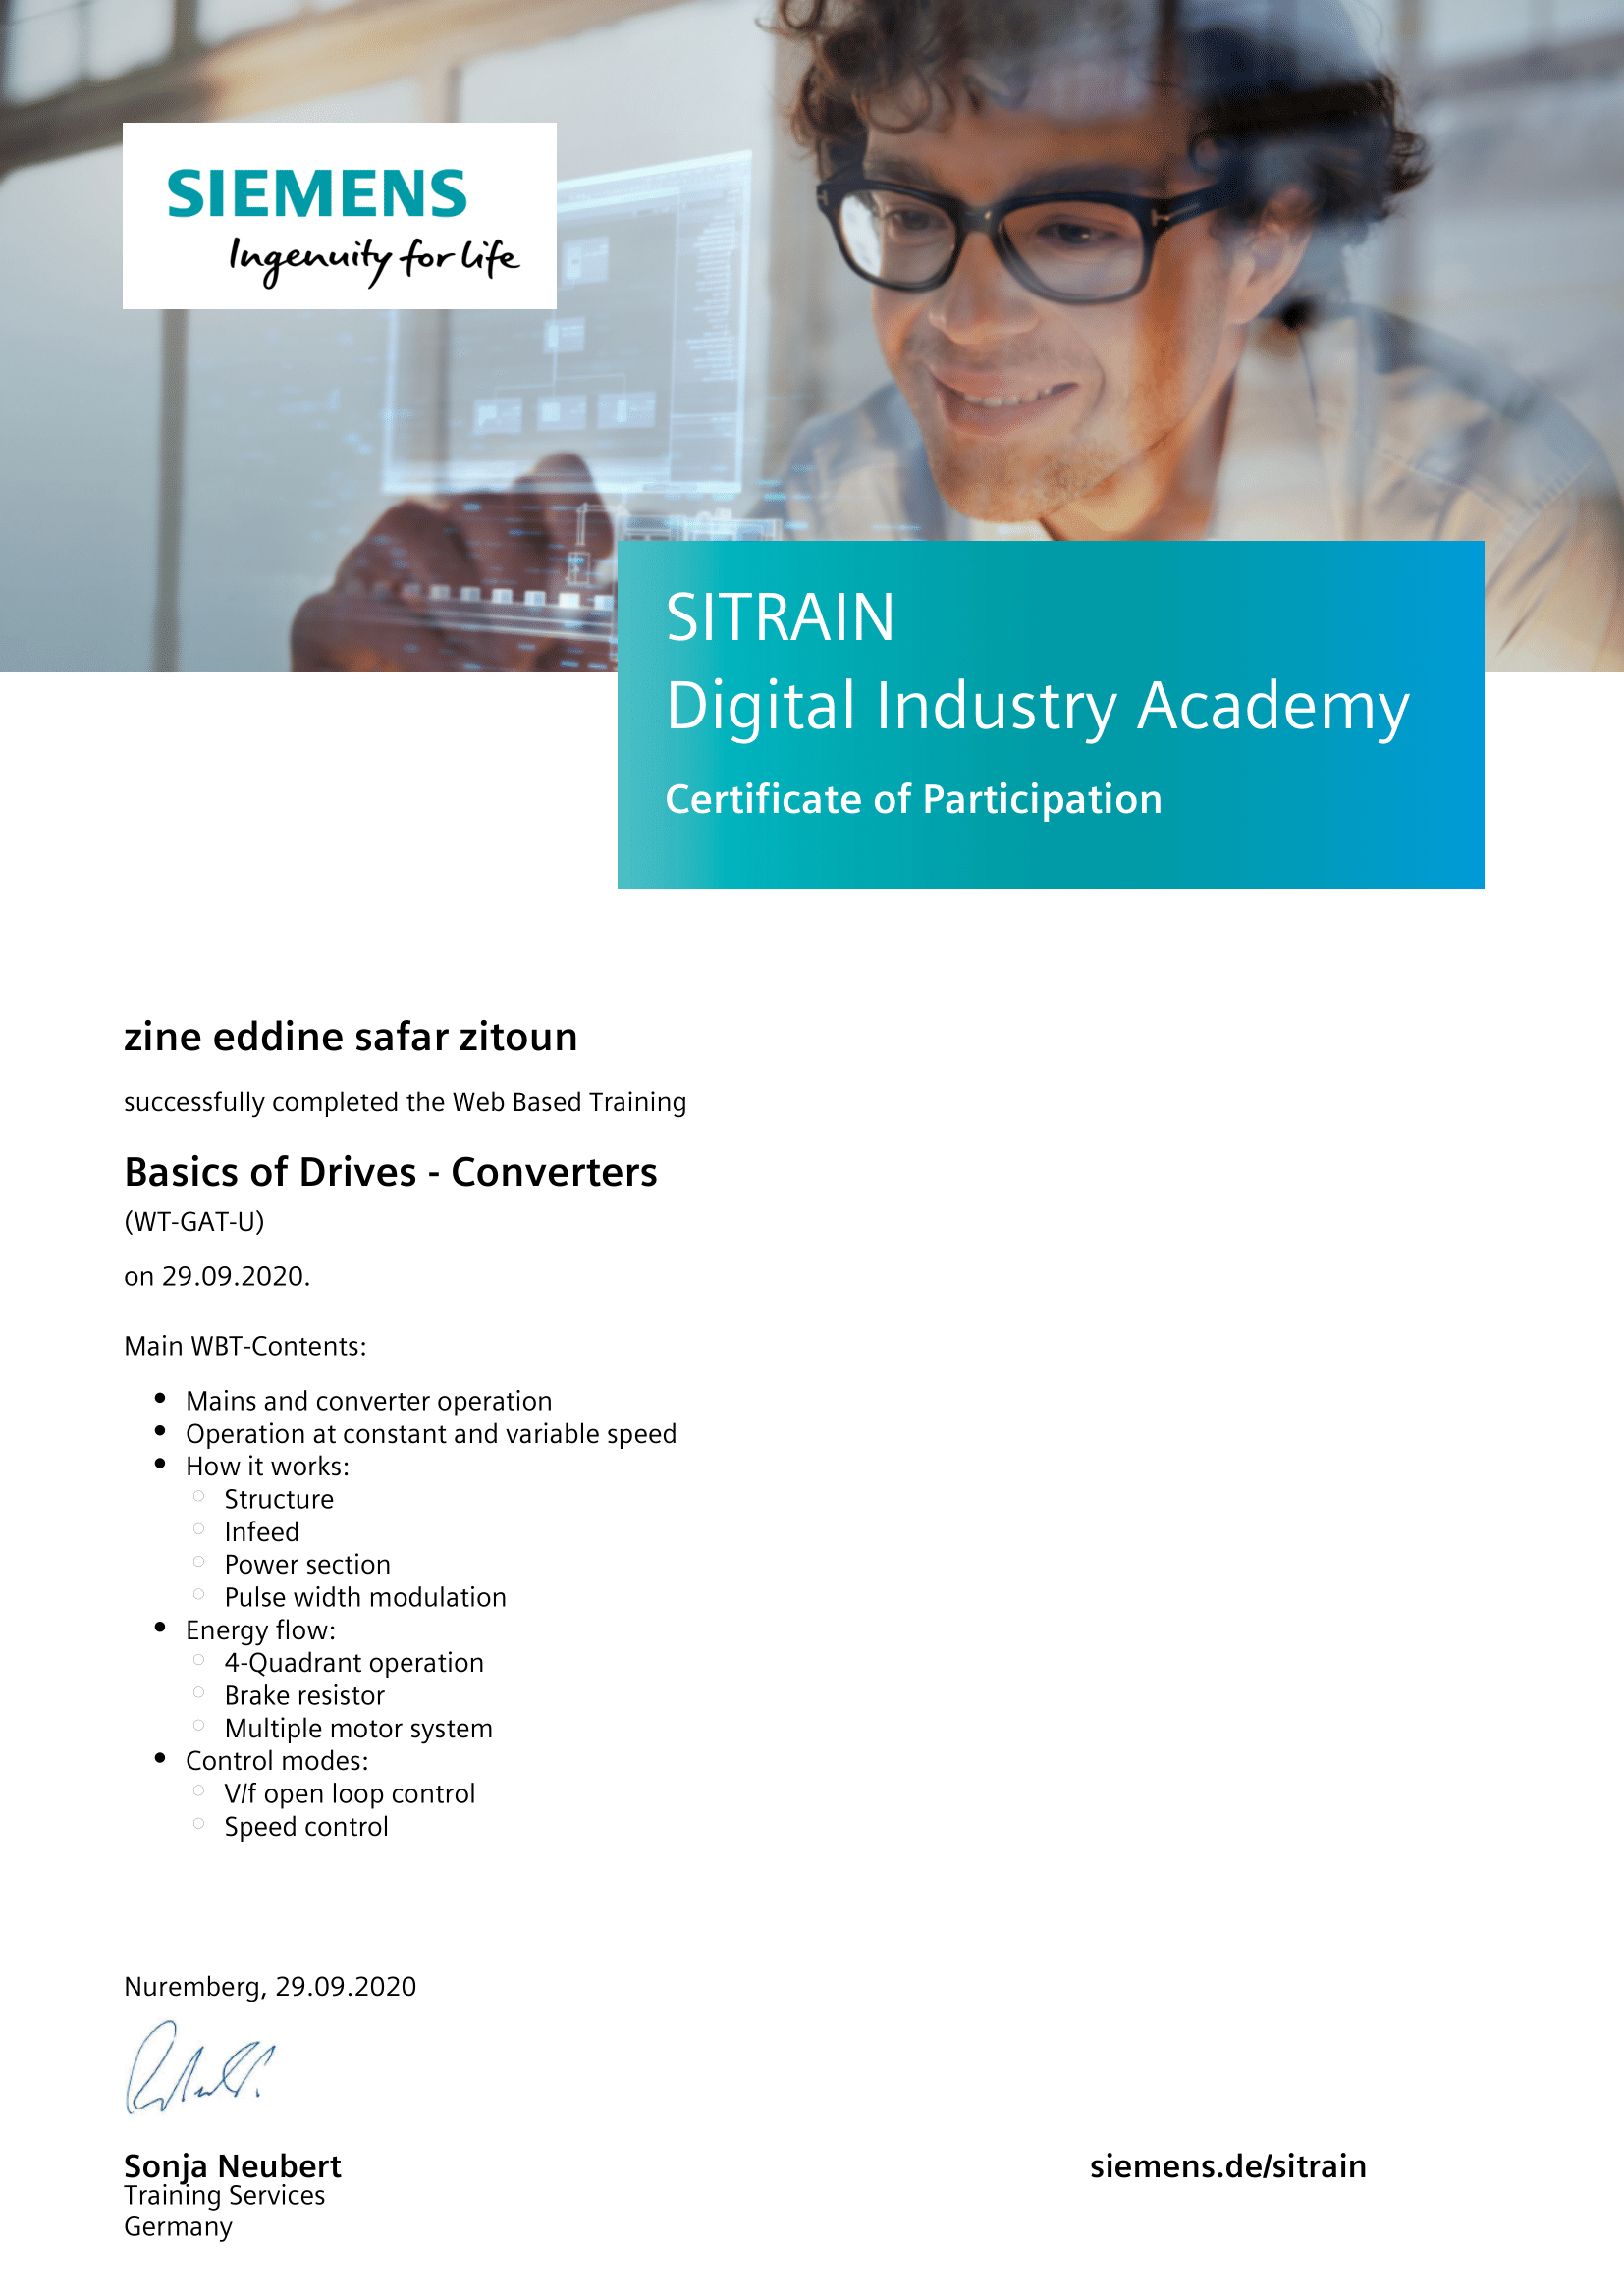 SIEMENS
Ingenuity for life
SITRAIN
Digital Industry Academy
Certificate of Participation
zine eddine safar zitoun
successfully completed the Web Based Training
Basics of Drives - Converters
(WT-GAT-U)
on 29.09.2020.
Main WBT-Contents:
Mains and converter operation
Operation at constant and variable speed
How it works:
Structure
Infeed
Power section
Pulse width modulation
Energy flow:
4-Quadrant operation
Brake resistor
Multiple motor system
Control modes:
V/f open loop control
Speed control
Nuremberg, 29.09.2020
Sonja Neubert
siemens.de/sitrain
Training Services
Germany